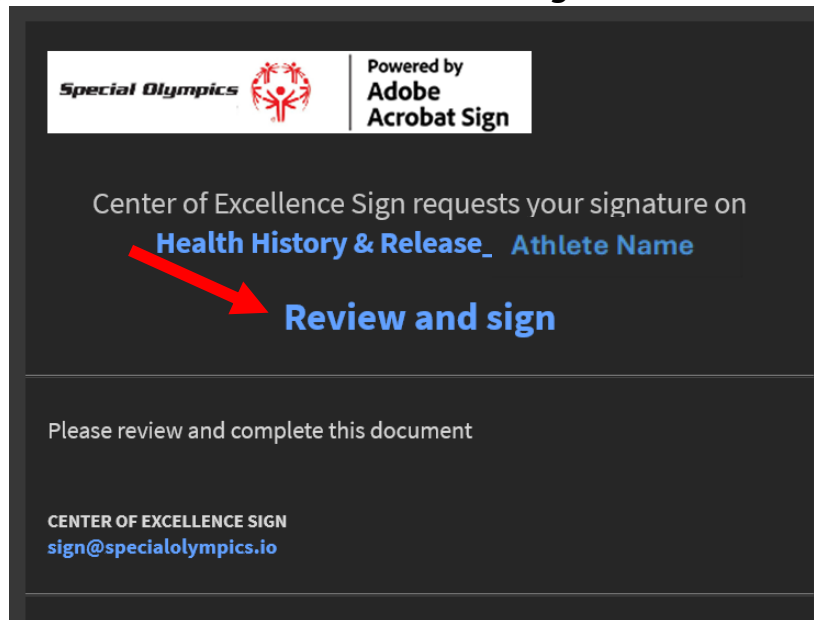 Special Olympics
Powered by
Adobe
Acrobat Sign
Center of Excellence Sign requests your signature on
Health History & Release_ Athlete Name
Review and sign
Please review and complete this document
CENTER OF EXCELLENCE SIGN
sign@specialolympics.io